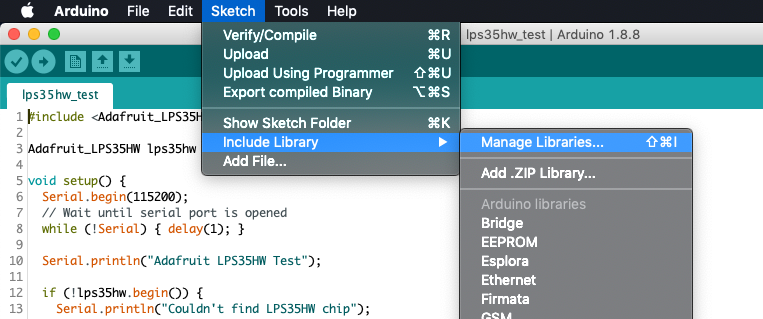 Arduino File Edit Sketch Tools Help
lps35hw_test | Arduino 1.8.8
Verify/Compile ⌘R
Upload ⌘U
Upload Using Programmer ⇧⌘U
Export compiled Binary ⌥⌘S
Show Sketch Folder ⌘K
Include Library
Add File...
Manage Libraries... ⇧⌘I
Add .ZIP Library...
Arduino libraries
Bridge
EEPROM
Esplora
Ethernet
Firmata
GSM
lps35hw_test
1 #include <Adafruit_LPS35H
2
3 Adafruit_LPS35HW lps35hw
4
5 void setup() {
6 Serial.begin(115200);
7 // Wait until serial port is opened
8 while (!Serial) { delay(1); }
9
10 Serial.println("Adafruit LPS35HW Test");
11
12 if (!lps35hw.begin()) {
13 Serial.println("Couldn't find LPS35HW chip");